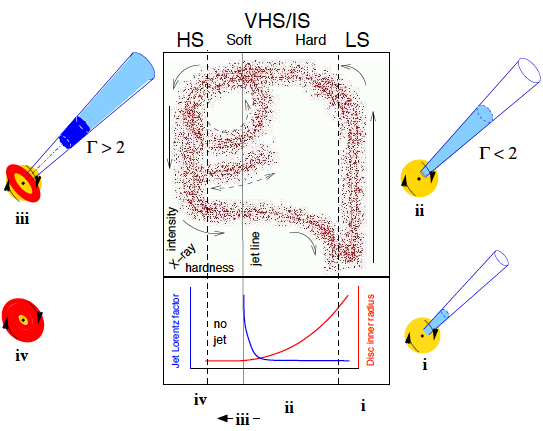 VHS/IS
HS
Soft
Hard
LS
Γ > 2
Γ < 2
iii
ii
intensity
X-ray
hardness
jet line
Jet Lorentz factor
no
jet
Disc inner radius
iv
i
iv
iii
ii
i